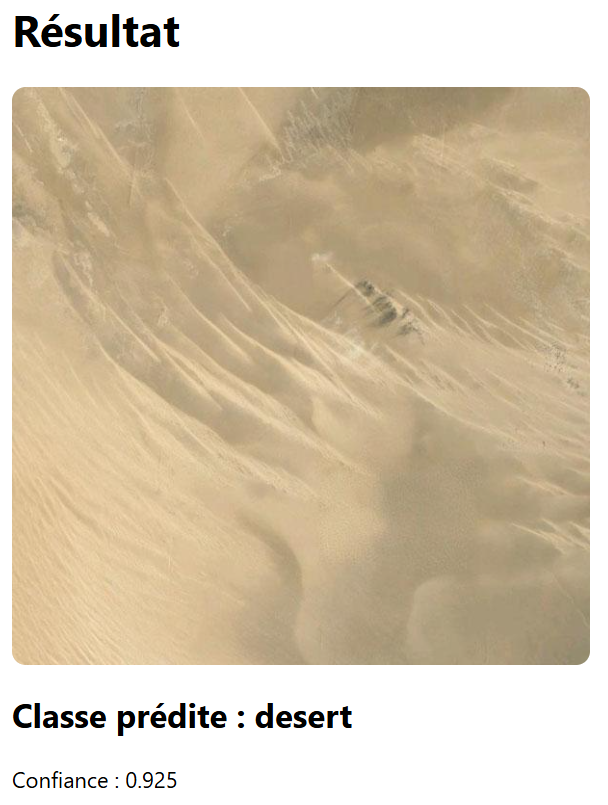 Résultat
Classe prédite : desert
Confiance : 0.925